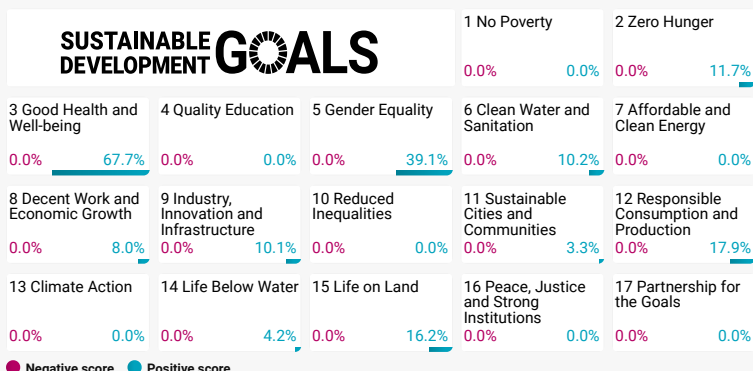 SUSTAINABLE
DEVELOPMENT
GOALS
1 No Poverty
0.0% 0.0%
2 Zero Hunger
0.0% 11.7%
3 Good Health and
Well-being
0.0% 67.7%
4 Quality Education
0.0% 0.0%
5 Gender Equality
0.0% 39.1%
6 Clean Water and
Sanitation
0.0% 10.2%
7 Affordable and
Clean Energy
0.0% 0.0%
8 Decent Work and
Economic Growth
0.0% 8.0%
9 Industry,
Innovation and
Infrastructure
0.0% 10.1%
10 Reduced
Inequalities
0.0% 0.0%
11 Sustainable
Cities and
Communities
0.0% 3.3%
12 Responsible
Consumption and
Production
0.0% 17.9%
13 Climate Action
0.0% 0.0%
14 Life Below Water
0.0% 4.2%
15 Life on Land
0.0% 16.2%
16 Peace, Justice
and Strong
Institutions
0.0% 0.0%
17 Partnership for
the Goals
0.0% 0.0%
Negative score Positive score